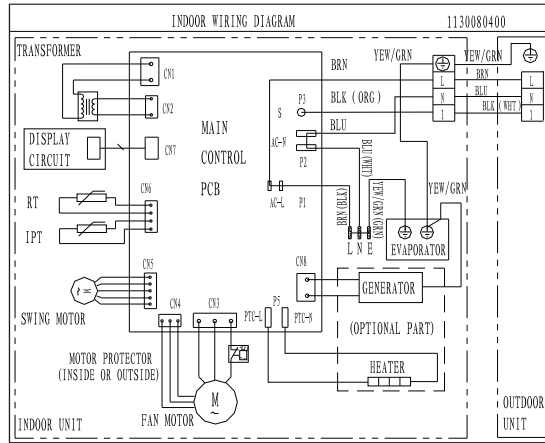 INDOOR WIRING DIAGRAM
1130080400
TRANSFORMER
CN1
CN2
DISPLAY
CIRCUIT
CN7
MAIN
CONTROL
PCB
RT
IPT
CN6
CN5
SWING MOTOR
M
~
CN4
CN3
MOTOR PROTECTOR
(INSIDE OR OUTSIDE)
FAN MOTOR
M
~
INDOOR UNIT
BRN
S
P3
BLK (ORG)
BLU
AC-N
P2
AC-L
P1
BRN(BLK)
BLU(WHT)
YEW/GRN(GRN)
L N E
YEW/GRN
YEW/GRN
YEW/GRN
L
N
1
BRN
BLU
BLK (WHT)
L
N
1
EVAPORATOR
CN8
GENERATOR
(OPTIONAL PART)
PTC-L
P5
PTC-N
HEATER
OUTDOOR
UNIT